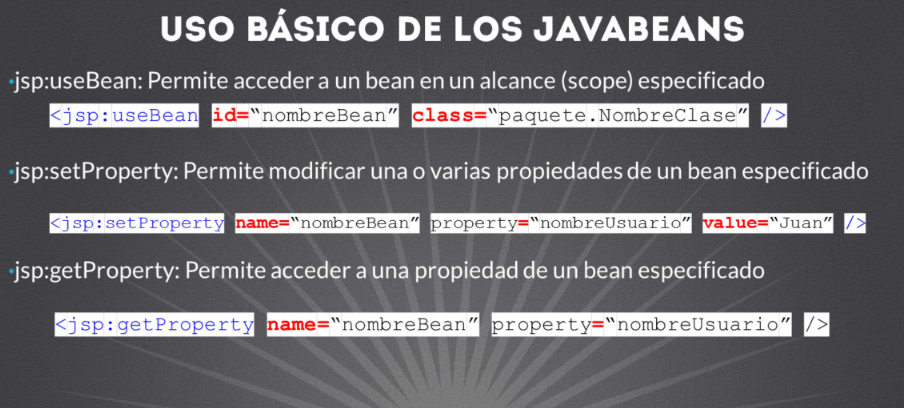 USO BÁSICO DE LOS JAVABEANS
•jsp:useBean: Permite acceder a un bean en un alcance (scope) especificado
<jsp:useBean id=“nombreBean” class=“paquete.NombreClase” />
•jsp:setProperty: Permite modificar una o varias propiedades de un bean especificado
<jsp:setProperty name=“nombreBean” property=“nombreUsuario” value=“Juan” />
•jsp:getProperty: Permite acceder a una propiedad de un bean especificado
<jsp:getProperty name=“nombreBean” property=“nombreUsuario” />